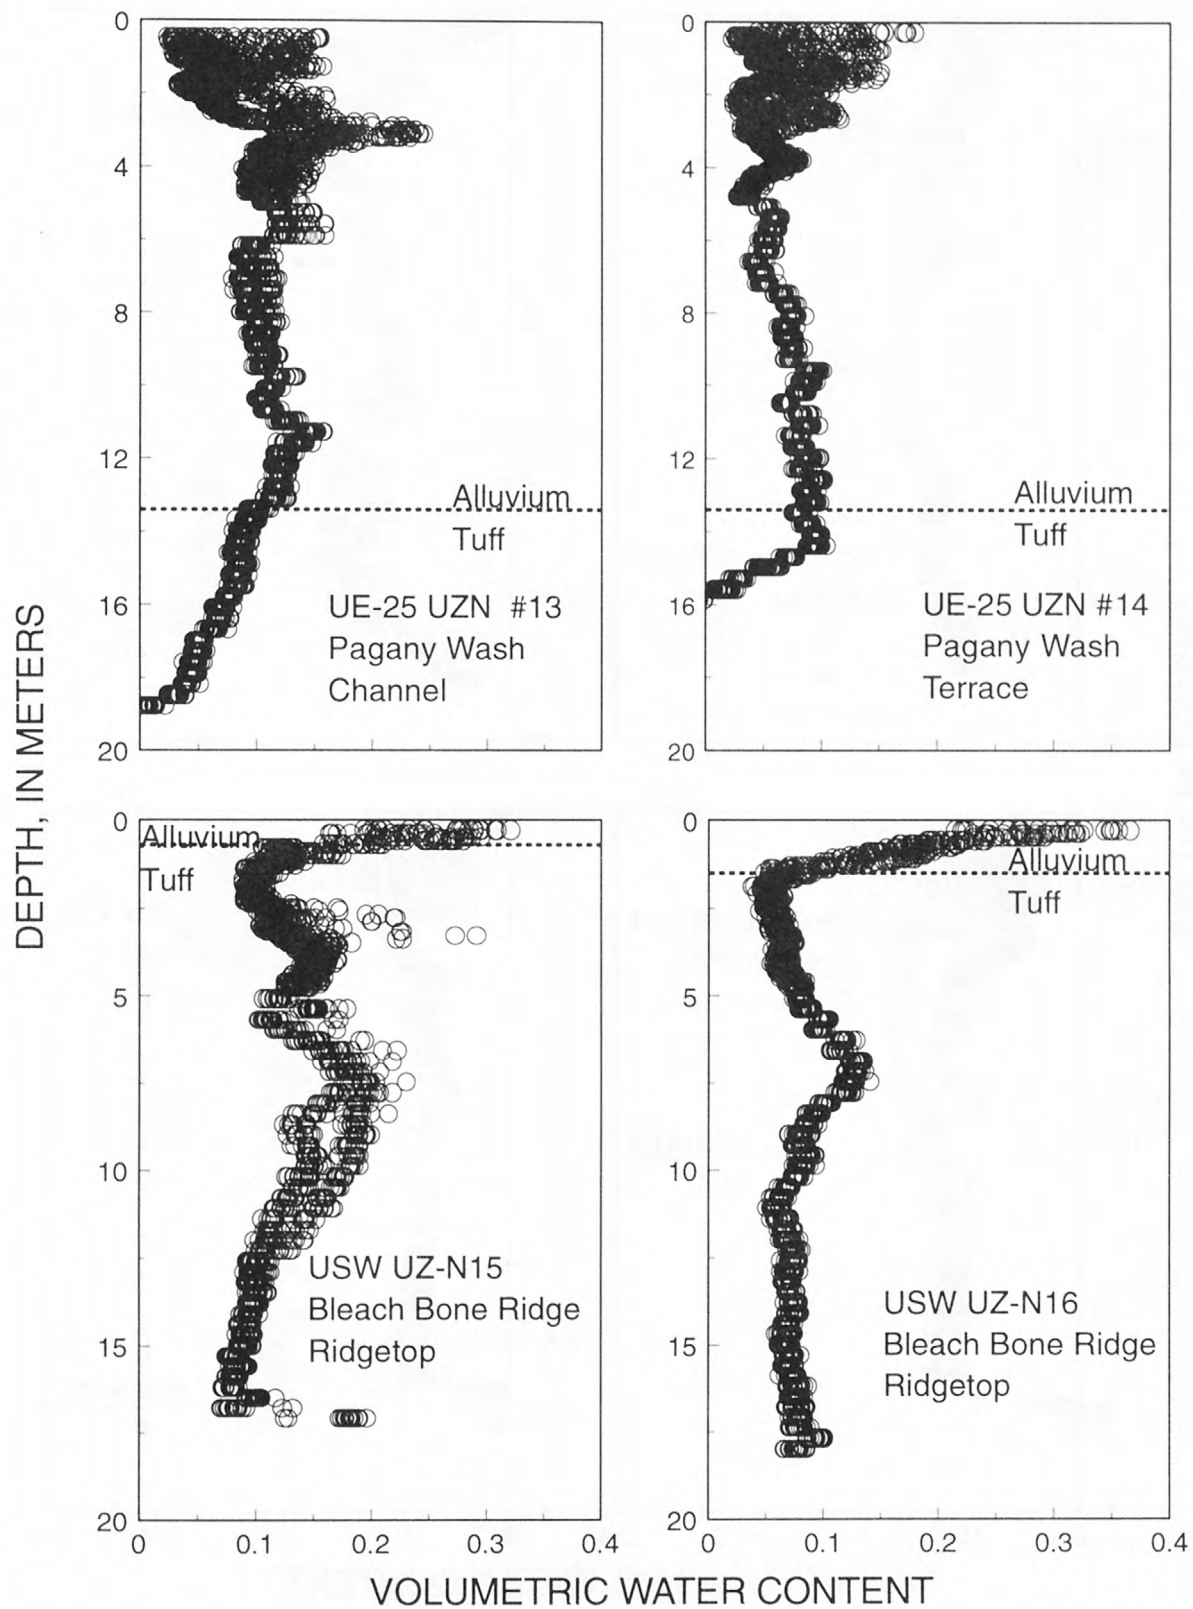 DEPTH, IN METERS
0
4
8
12
16
20
Alluvium
Tuff
UE-25 UZN #13
Pagany Wash
Channel
0
4
8
12
16
20
Alluvium
Tuff
UE-25 UZN #14
Pagany Wash
Terrace
0
5
10
15
20
Alluvium
Tuff
USW UZ-N15
Bleach Bone Ridge
Ridgetop
0 0.1 0.2 0.3 0.4
0
5
10
15
20
Alluvium
Tuff
USW UZ-N16
Bleach Bone Ridge
Ridgetop
0 0.1 0.2 0.3 0.4
VOLUMETRIC WATER CONTENT